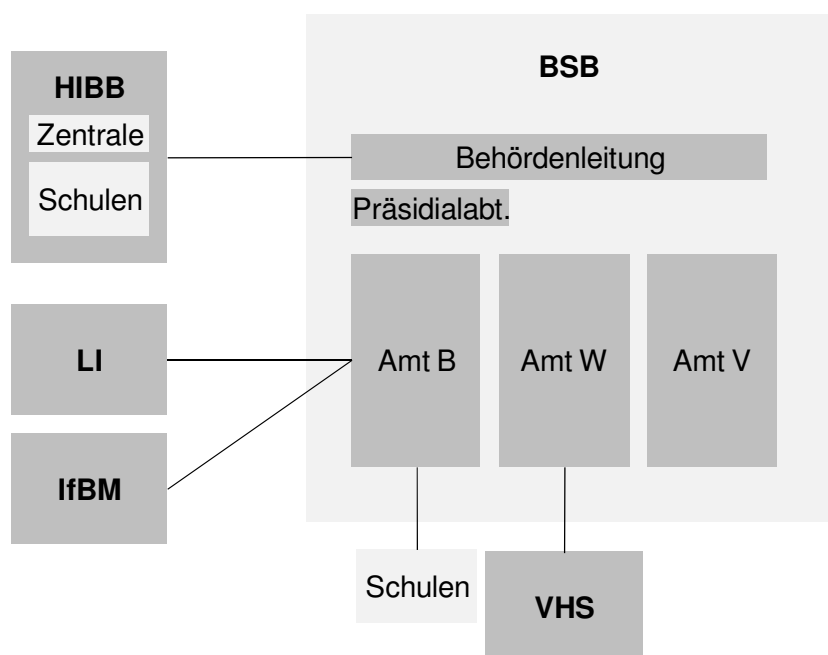 BSB
HIBB
Zentrale
Schulen
Behördenleitung
Präsidialabt.
LI
IfBM
Amt B
Amt W
Amt V
Schulen
VHS